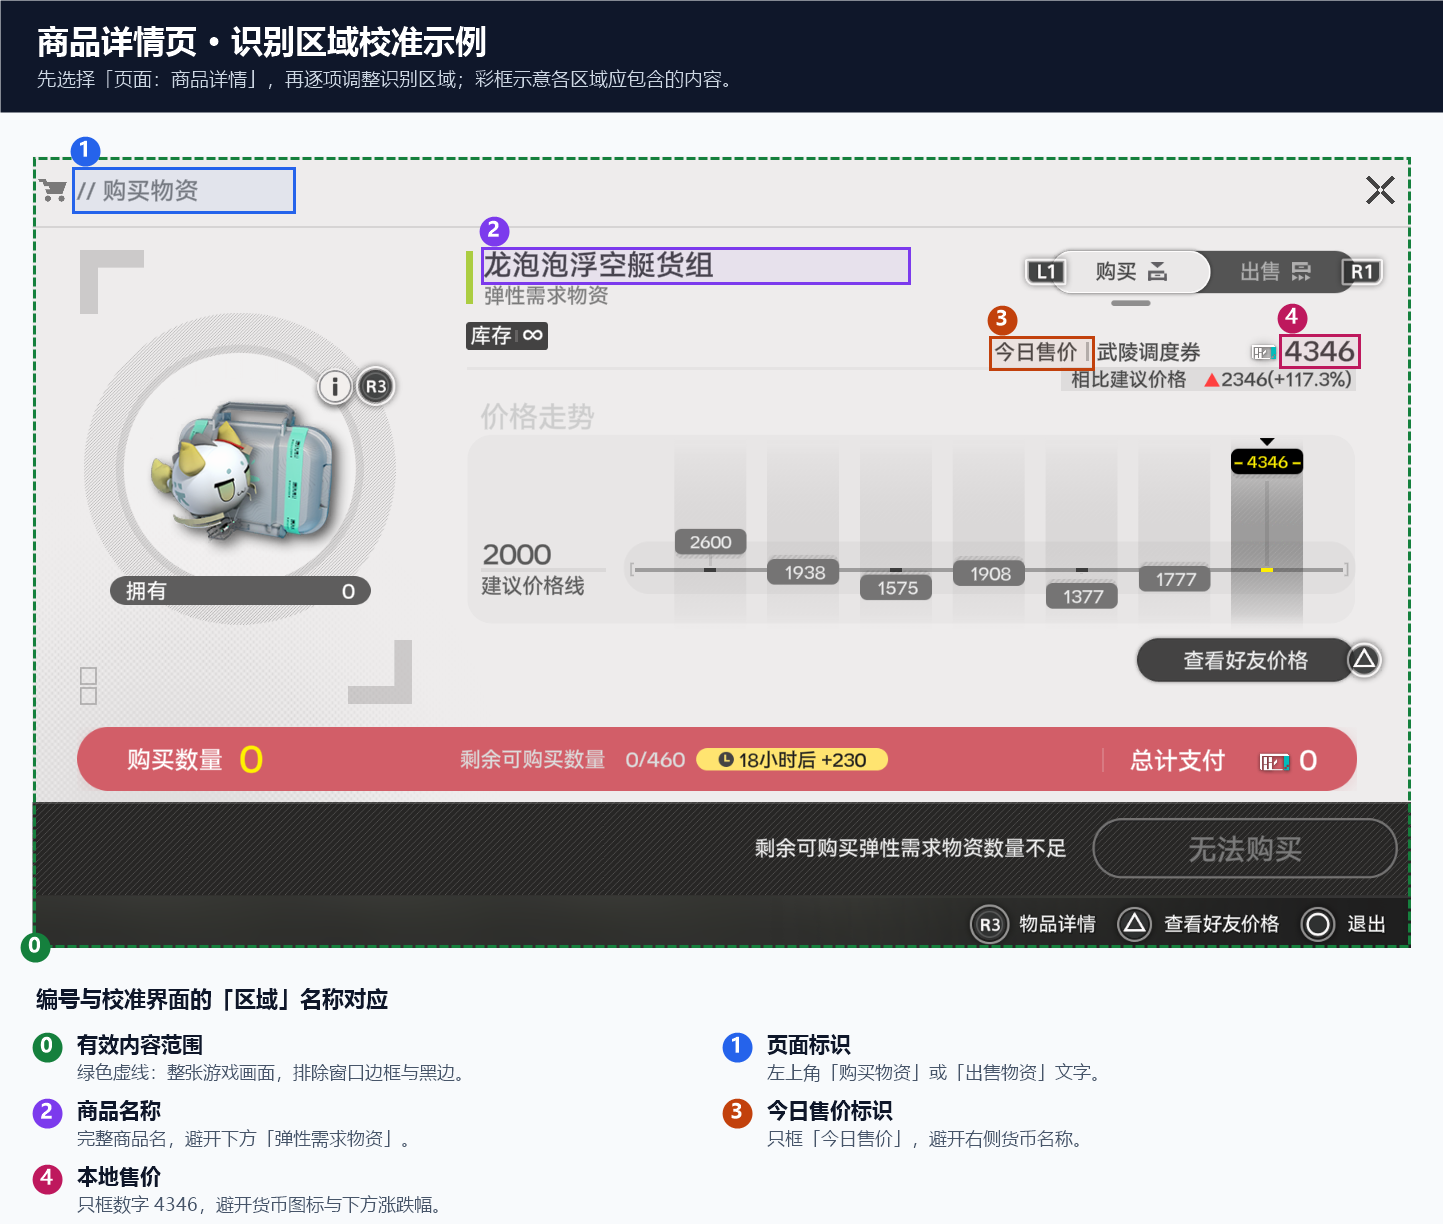 商品详情页 · 识别区域校准示例
先选择「页面：商品详情」，再逐项调整识别区域；彩框示意各区域应包含的内容。
1
// 购买物资
2
龙泡泡浮空艇货组
弹性需求物资
L1 购买 出售 R1
库存 ∞
3
4
今日售价 武陵调度券 4346
相比建议价格 ▲2346(+117.3%)
i R3
价格走势
4346
2600
1938
1575
1908
1377
1777
2000
建议价格线
拥有 0
查看好友价格
购买数量 0 剩余可购买数量 0/460 18小时后 +230 总计支付 0
剩余可购买弹性需求物资数量不足 无法购买
R3 物品详情 查看好友价格 退出
0
编号与校准界面的「区域」名称对应
0 有效内容范围
绿色虚线：整张游戏画面，排除窗口边框与黑边。
1 页面标识
左上角「购买物资」或「出售物资」文字。
2 商品名称
完整商品名，避开下方「弹性需求物资」。
3 今日售价标识
只框「今日售价」，避开右侧货币名称。
4 本地售价
只框数字 4346，避开货币图标与下方涨跌幅。